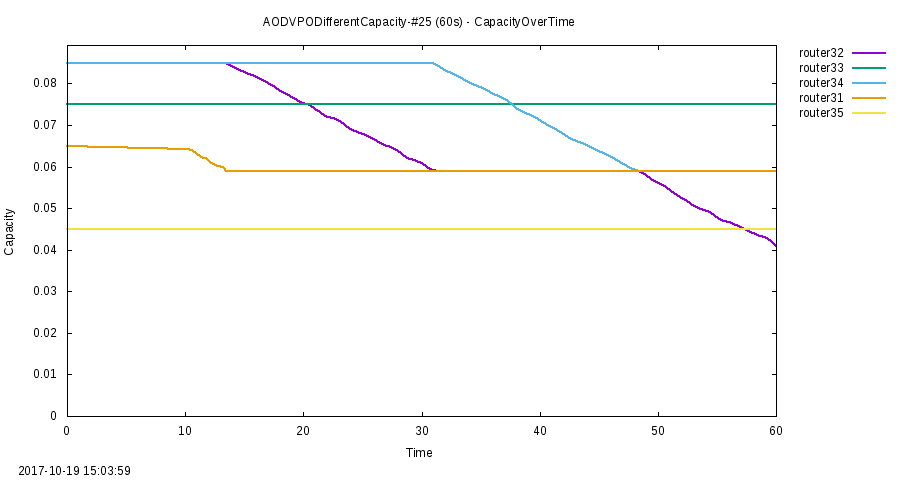 AODVPODifferentCapacity-#25 (60s) - CapacityOverTime
router32
router33
router34
router31
router35
0.08
0.07
0.06
0.05
0.04
0.03
0.02
0.01
0
Capacity
0 10 20 30 40 50 60
Time
2017-10-19 15:03:59